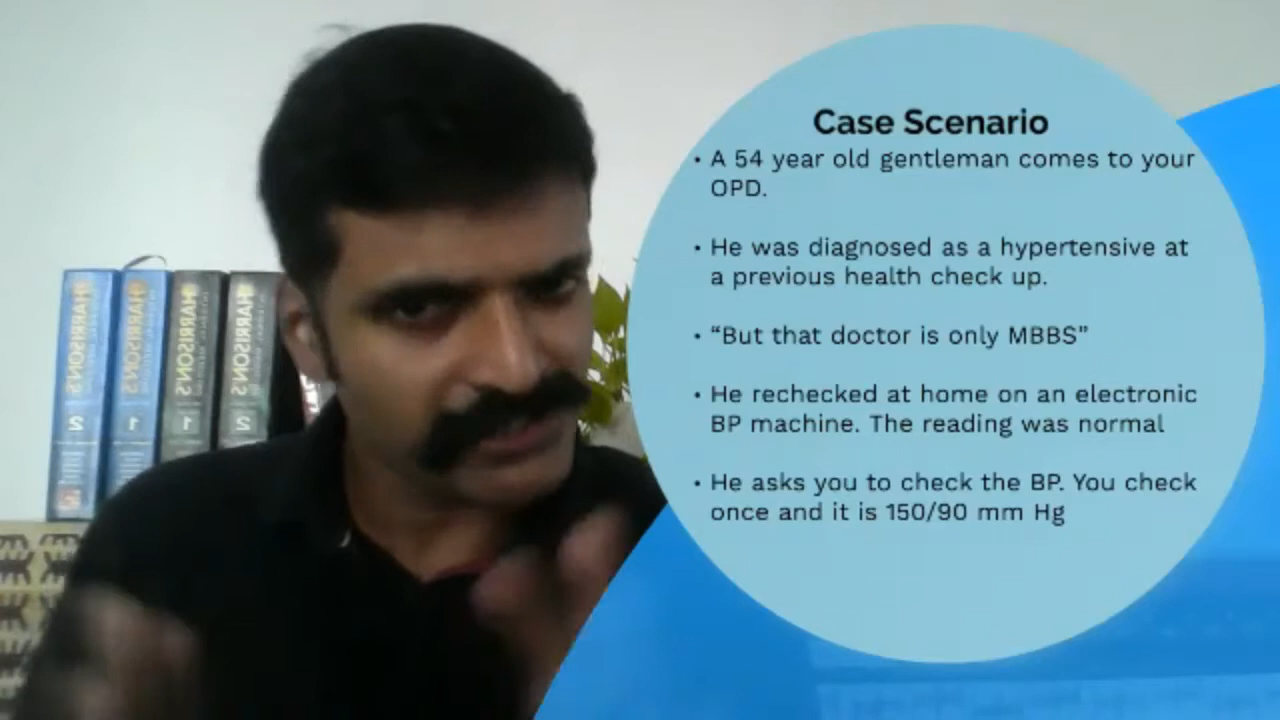 HARRISON'S
HARRISON'S
HARRISON'S
HARRISON'S
2
1
1
2
Case Scenario
• A 54 year old gentleman comes to your
OPD.
• He was diagnosed as a hypertensive at
a previous health check up.
• “But that doctor is only MBBS”
• He rechecked at home on an electronic
BP machine. The reading was normal
• He asks you to check the BP. You check
once and it is 150/90 mm Hg